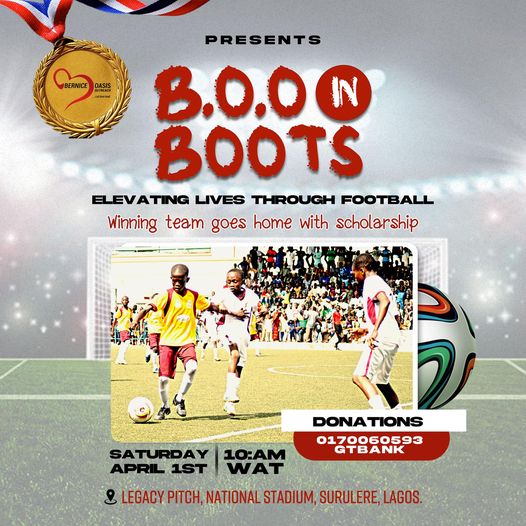 PRESENTS
BERNICE OASIS
OUTREACH
B.O.O IN
BOOTS
ELEVATING LIVES THROUGH FOOTBALL
Winning team goes home with scholarship
DONATIONS
0170060593
GTBANK
SATURDAY
APRIL 1ST
10:AM
WAT
LEGACY PITCH, NATIONAL STADIUM, SURULERE, LAGOS.